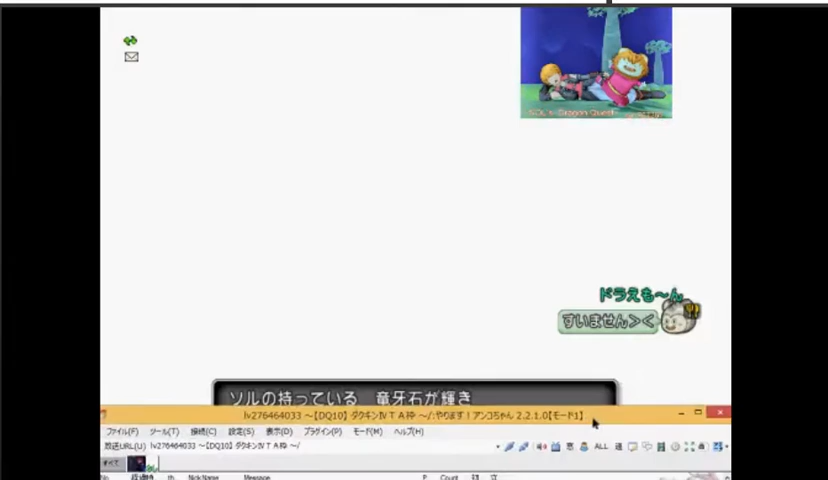 ドラえも〜ん
すいません><
ソルの持っている 竜牙石が輝き
lv276464033 〜【DQ10】ダクキンⅣTA枠 〜/:やります！アンコちゃん 2.2.1.0【モード1】
ファイル(F) ツール(T) 接続(C) 設定(S) 表示(D) プラグイン(P) モード(M) ヘルプ(H)
放送URL(U) lv276464033 〜【DQ10】ダクキンⅣTA枠 〜/
ALL
すべて
No. th. NickName Message P Count